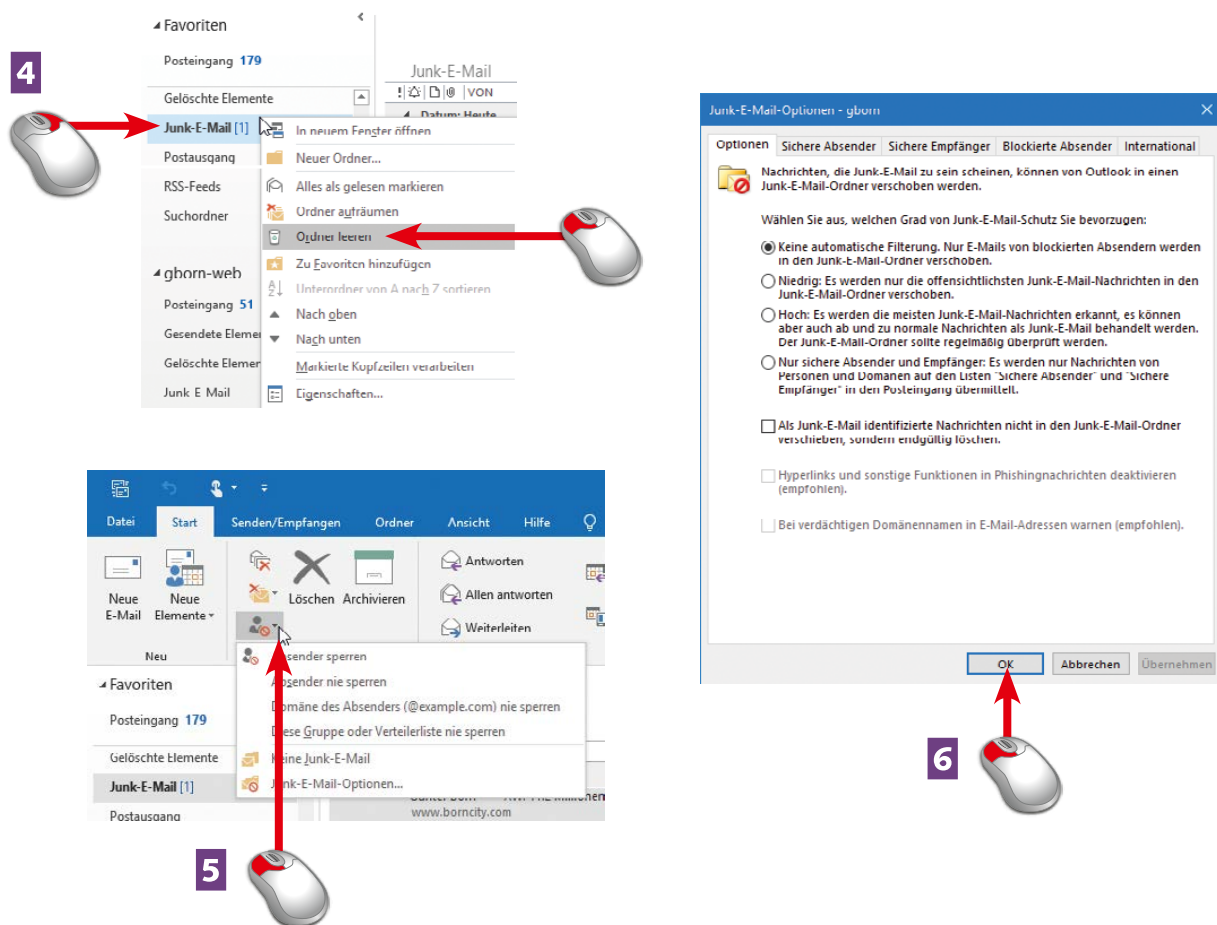 4
Favoriten
Posteingang 179
Gelöschte Elemente
Junk-E-Mail [1]
Postausgang
RSS-Feeds
Suchordner
gborn-web
Posteingang 51
Gesendete Eleme
Gelöschte Elemer
Junk E Mail
Junk-E-Mail
VON
Datum: Heute
In neuem Fenster öffnen
Neuer Ordner...
Alles als gelesen markieren
Ordner aufräumen
Ordner leeren
Zu Favoriten hinzufügen
Unterordner von A nach Z sortieren
Nach oben
Nach unten
Markierte Kopfzeilen verarbeiten
Eigenschaften...
Datei Start Senden/Empfangen Ordner Ansicht Hilfe
Neue
E-Mail
Neue
Elemente
Löschen
Archivieren
Antworten
Allen antworten
Weiterleiten
Neu
Absender sperren
Absender nie sperren
Domäne des Absenders (@example.com) nie sperren
Diese Gruppe oder Verteilerliste nie sperren
Keine Junk-E-Mail
Junk-E-Mail-Optionen...
Favoriten
Posteingang 179
Gelöschte Elemente
Junk-E-Mail [1]
Postausgang
www.borncity.com
5
Junk-E-Mail-Optionen - gborn
Optionen Sichere Absender Sichere Empfänger Blockierte Absender International
Nachrichten, die Junk-E-Mail zu sein scheinen, können von Outlook in einen
Junk-E-Mail-Ordner verschoben werden.
Wählen Sie aus, welchen Grad von Junk-E-Mail-Schutz Sie bevorzugen:
Keine automatische Filterung. Nur E-Mails von blockierten Absendern werden
in den Junk-E-Mail-Ordner verschoben.
Niedrig: Es werden nur die offensichtlichsten Junk-E-Mail-Nachrichten in den
Junk-E-Mail-Ordner verschoben.
Hoch: Es werden die meisten Junk-E-Mail-Nachrichten erkannt, es können
aber auch ab und zu normale Nachrichten als Junk-E-Mail behandelt werden.
Der Junk-E-Mail-Ordner sollte regelmäßig überprüft werden.
Nur sichere Absender und Empfänger: Es werden nur Nachrichten von
Personen und Domänen auf den Listen "Sichere Absender" und "Sichere
Empfänger" in den Posteingang übermittelt.
Als Junk-E-Mail identifizierte Nachrichten nicht in den Junk-E-Mail-Ordner
verschieben, sondern endgültig löschen.
Hyperlinks und sonstige Funktionen in Phishingnachrichten deaktivieren
(empfohlen).
Bei verdächtigen Domänennamen in E-Mail-Adressen warnen (empfohlen).
OK Abbrechen Übernehmen
6